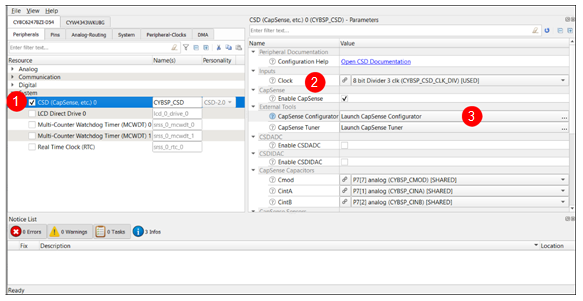 File View Help
CY8C6247BZI-D54 CYW4343WKUBG
Peripherals Pins Analog-Routing System Peripheral-Clocks DMA
Enter filter text...
Resource Name(s) Personality
Analog
Communication
Digital
System
1 CSD (CapSense, etc.) 0 CYBSP_CSD CSD-2.0
LCD Direct Drive 0 lcd_0_drive_0
Multi-Counter Watchdog Timer (MCWDT) 0 srss_0_mcwdt_0
Multi-Counter Watchdog Timer (MCWDT) 1 srss_0_mcwdt_1
Real Time Clock (RTC) srss_0_rtc_0
CSD (CapSense, etc.) 0 (CYBSP_CSD) - Parameters
Enter filter text...
Name Value
Peripheral Documentation
Configuration Help Open CSD Documentation
Inputs
Clock 2 8 bit Divider 3 clk (CYBSP_CSD_CLK_DIV) [USED]
CapSense
Enable CapSense
External Tools
CapSense Configurator Launch CapSense Configurator 3 ...
CapSense Tuner Launch CapSense Tuner ...
CSDADC
Enable CSDADC
CSDIDAC
Enable CSDIDAC
CapSense Capacitors
Cmod P7[7] analog (CYBSP_CMOD) [SHARED]
CintA P7[1] analog (CYBSP_CINA) [SHARED]
CintB P7[2] analog (CYBSP_CINB) [SHARED]
Notice List
0 Errors 0 Warnings 0 Tasks 3 Infos
Fix Description Location
Ready